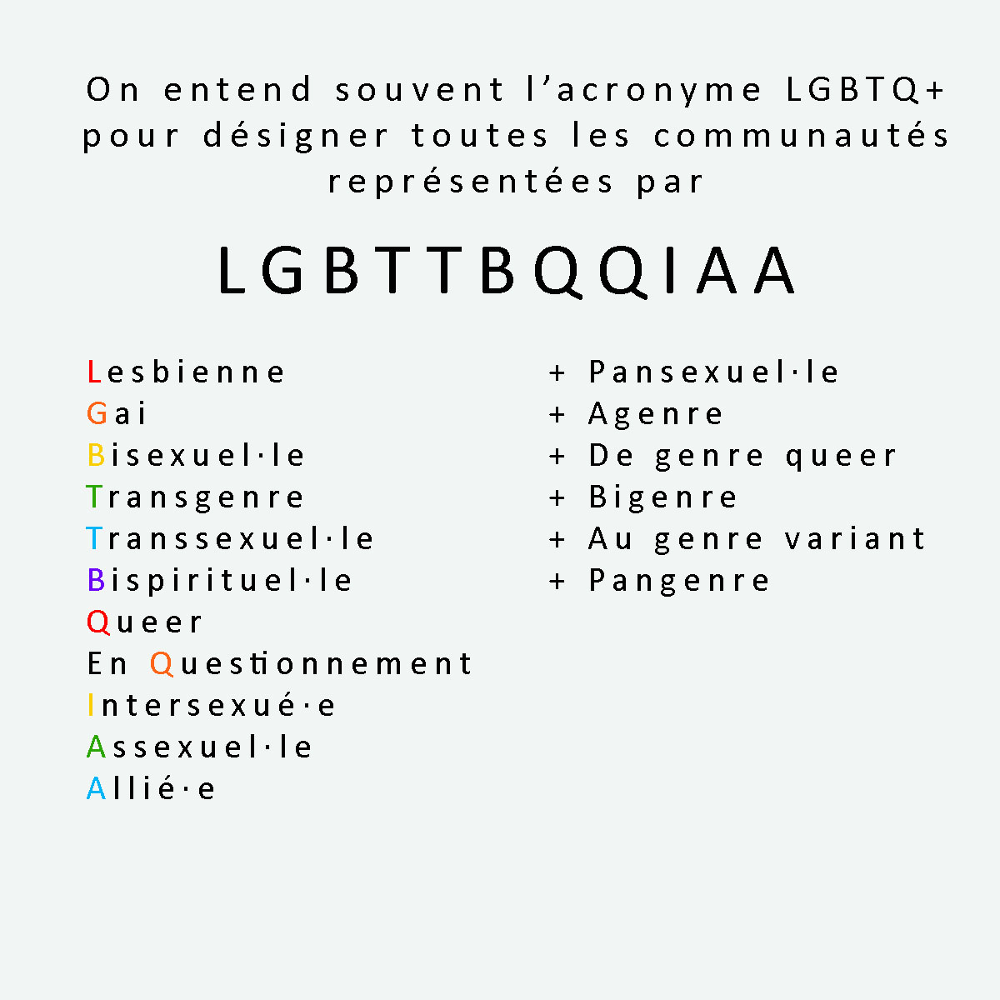 On entend souvent l’acronyme LGBTQ+
pour désigner toutes les communautés
représentées par
LGBTTBQQIAA
Lesbienne
Gai
Bisexuel·le
Transgenre
Transsexuel·le
Bispirituel·le
Queer
En Questionnement
Intersexué·e
Assexuel·le
Allié·e
+ Pansexuel·le
+ Agenre
+ De genre queer
+ Bigenre
+ Au genre variant
+ Pangenre